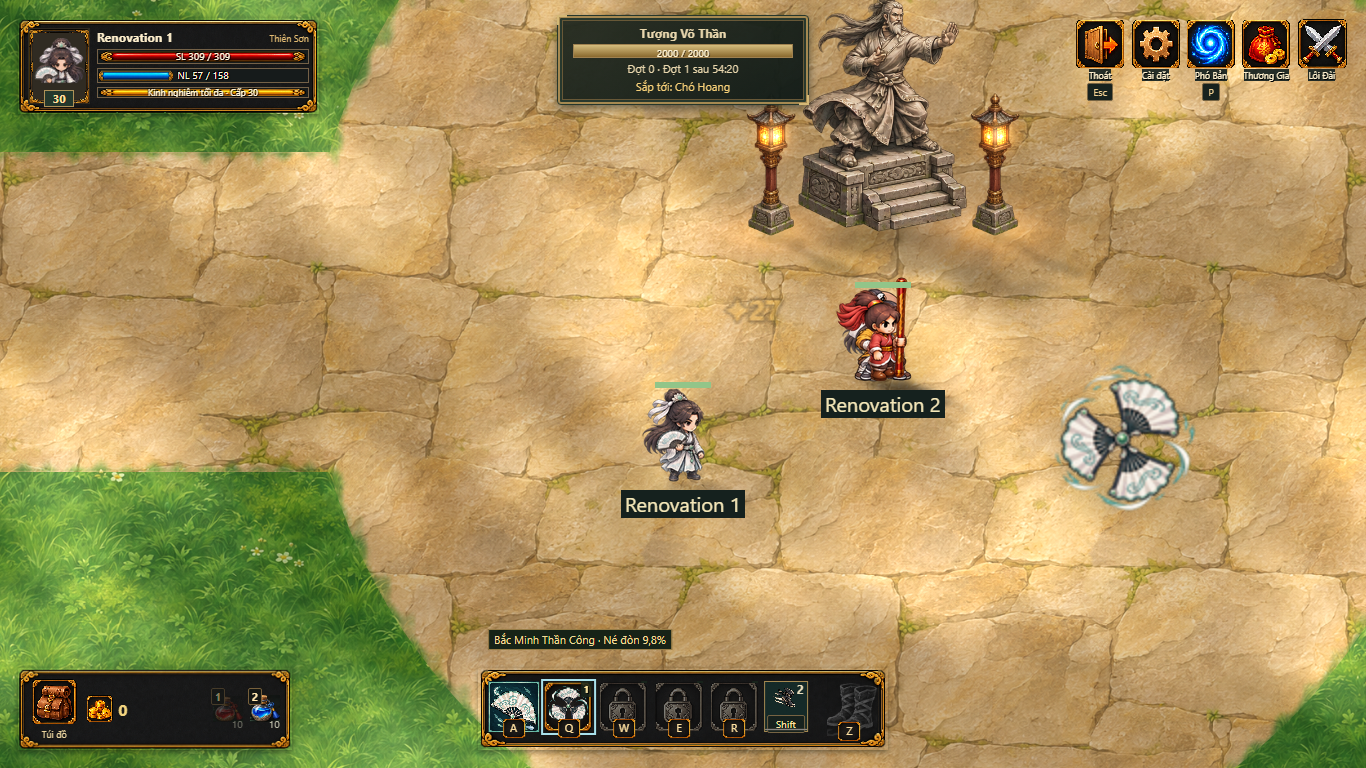 Renovation 1
Thiên Sơn
SL 309 / 309
NL 57 / 158
Kinh nghiệm tối đa - Cấp 30
30
Tượng Võ Thần
2000 / 2000
Đợt 0 · Đợt 1 sau 54:20
Sắp tới: Chó Hoang
Thoát
Cài đặt
Phó Bản
Thương Gia
Lôi Đài
Esc
P
27
Renovation 2
Renovation 1
Bắc Minh Thần Công · Né đòn 9,8%
Túi đồ
0
1
10
2
10
A
1
Q
W
E
R
2
Shift
Z